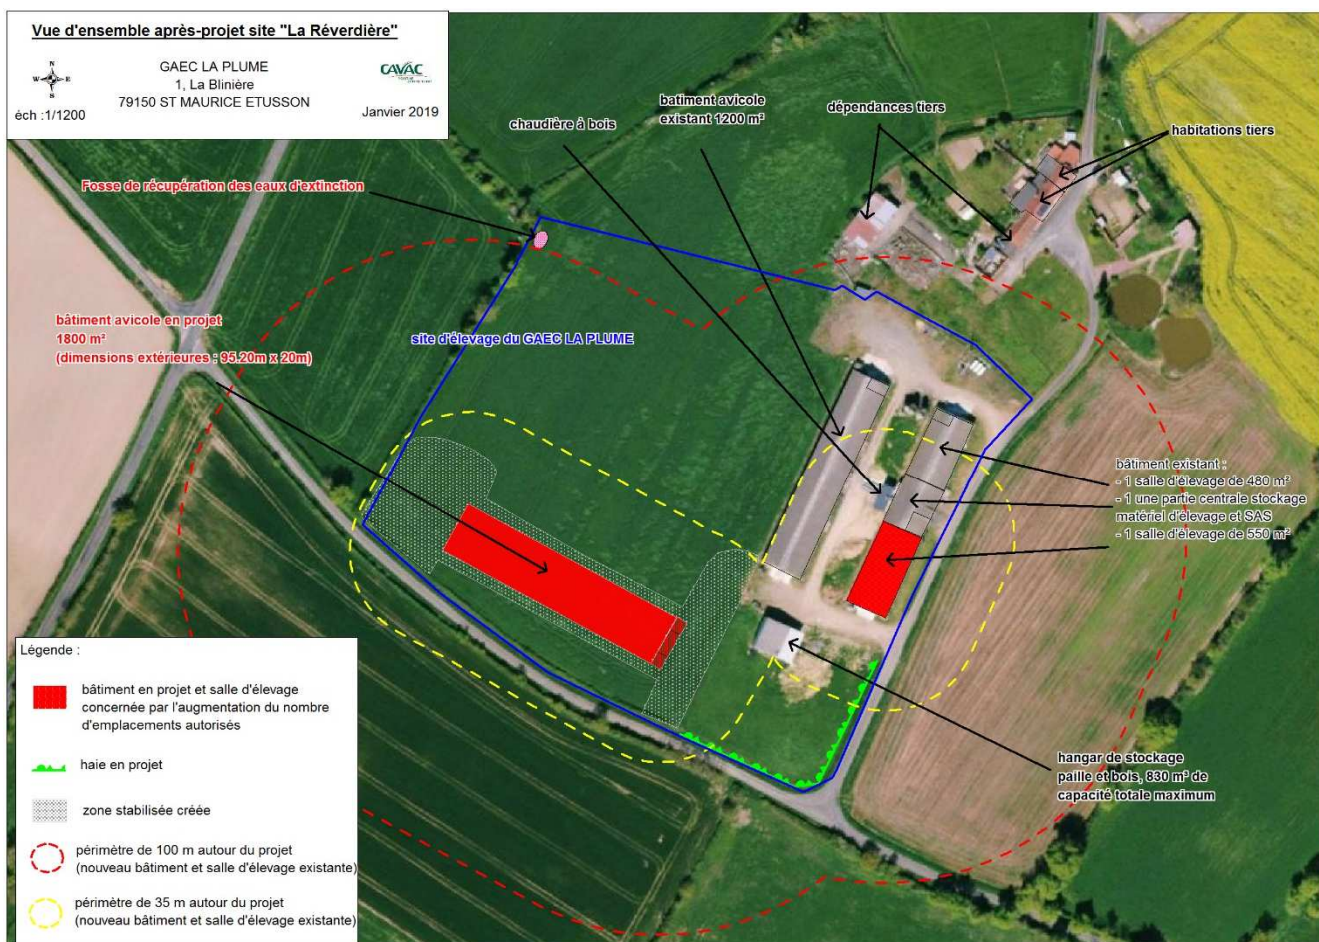 Vue d'ensemble après-projet site "La Réverdière"
N
W E
S
éch :1/1200
GAEC LA PLUME
1, La Blinière
79150 ST MAURICE ETUSSON
CAVAC
Janvier 2019
chaudière à bois
batiment avicole
existant 1200 m²
dépendances tiers
habitations tiers
Fosse de récupération des eaux d'extinction
bâtiment avicole en projet
1800 m²
(dimensions extérieures : 95.20m x 20m)
site d'élevage du GAEC LA PLUME
bâtiment existant :
- 1 salle d'élevage de 480 m²
- 1 une partie centrale stockage
matériel d'élevage et SAS
- 1 salle d'élevage de 550 m²
hangar de stockage
paille et bois, 830 m³ de
capacité totale maximum
Légende :
bâtiment en projet et salle d'élevage
concernée par l'augmentation du nombre
d'emplacements autorisés
haie en projet
zone stabilisée créée
périmètre de 100 m autour du projet
(nouveau bâtiment et salle d'élevage existante)
périmètre de 35 m autour du projet
(nouveau bâtiment et salle d'élevage existante)